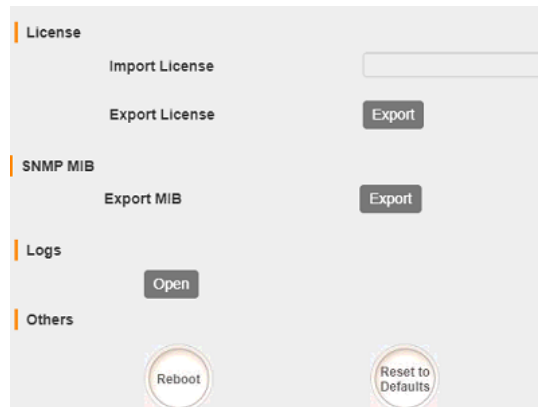 License
Import License
Export License Export
SNMP MIB
Export MIB Export
Logs
Open
Others
Reboot Reset to
Defaults